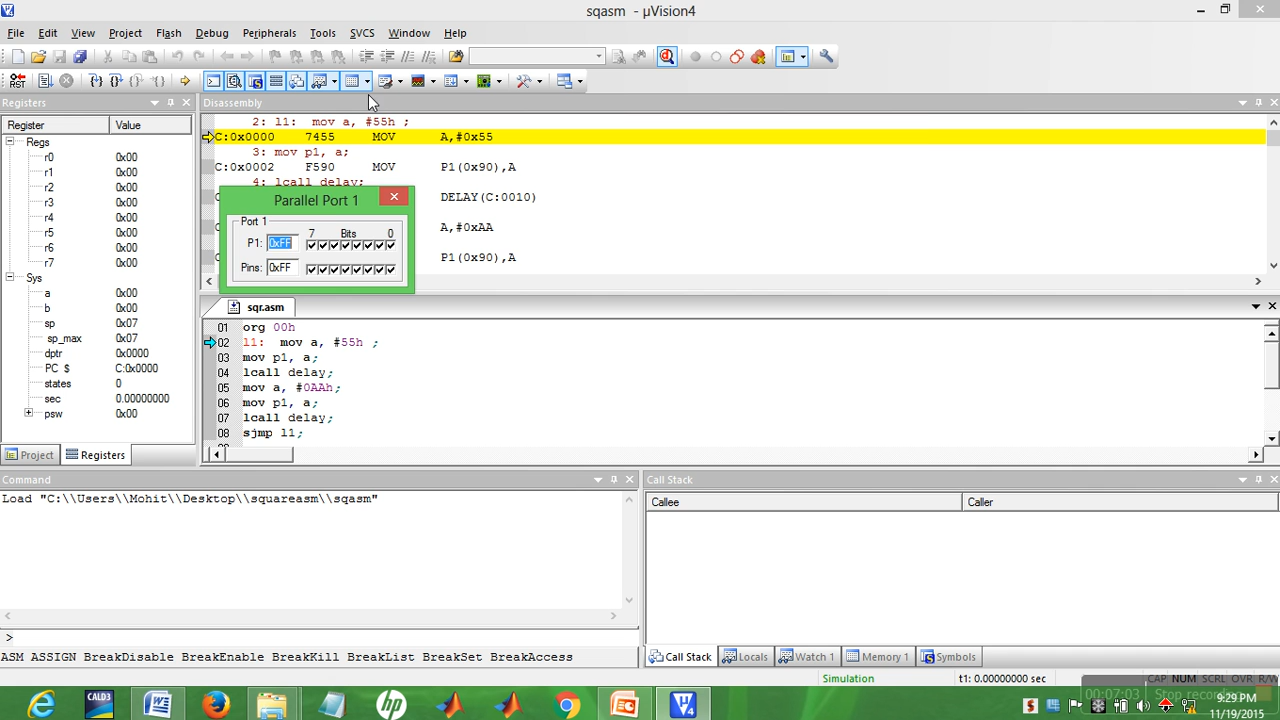 sqasm - µVision4
File Edit View Project Flash Debug Peripherals Tools SVCS Window Help
Registers
Disassembly
Register Value
Regs
r0 0x00
r1 0x00
r2 0x00
r3 0x00
r4 0x00
r5 0x00
r6 0x00
r7 0x00
Sys
a 0x00
b 0x00
sp 0x07
sp_max 0x07
dptr 0x0000
PC $ C:0x0000
states 0
sec 0.00000000
psw 0x00
Project Registers
2: l1: mov a, #55h ;
C:0x0000 7455 MOV A,#0x55
3: mov p1, a;
C:0x0002 F590 MOV P1(0x90),A
4: lcall delay;
DELAY(C:0010)
A,#0xAA
P1(0x90),A
Parallel Port 1
Port 1
7 Bits 0
P1: 0xFF
Pins: 0xFF
sqr.asm
01 org 00h
02 l1: mov a, #55h ;
03 mov p1, a;
04 lcall delay;
05 mov a, #0AAh;
06 mov p1, a;
07 lcall delay;
08 sjmp l1;
Command
Load "C:\\Users\\Mohit\\Desktop\\squareasm\\sqasm"
>
ASM ASSIGN BreakDisable BreakEnable BreakKill BreakList BreakSet BreakAccess
Call Stack
Callee Caller
Call Stack Locals Watch 1 Memory 1 Symbols
Simulation t1: 0.00000000 sec CAP NUM SCRL OVR R/W
00:07:03 Stop recording
CALD3
9:29 PM
11/19/2015